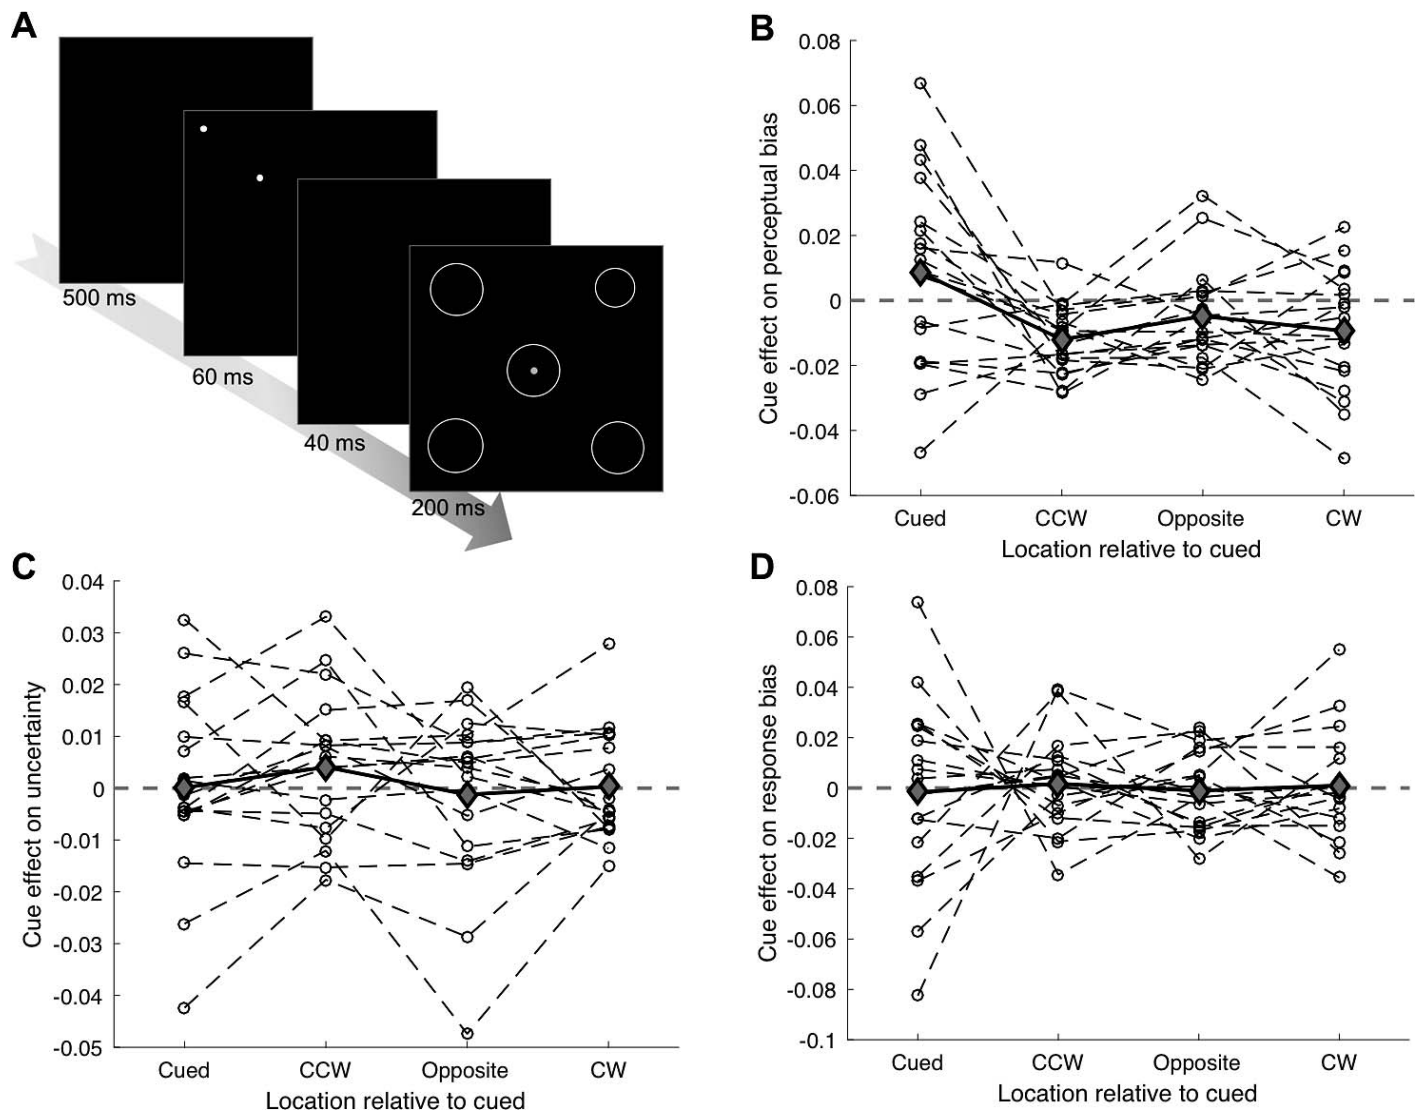 A
500 ms
60 ms
40 ms
200 ms
B
Cue effect on perceptual bias
0.08
0.06
0.04
0.02
0
-0.02
-0.04
-0.06
Cued CCW Opposite CW
Location relative to cued
C
Cue effect on uncertainty
0.04
0.03
0.02
0.01
0
-0.01
-0.02
-0.03
-0.04
-0.05
Cued CCW Opposite CW
Location relative to cued
D
Cue effect on response bias
0.08
0.06
0.04
0.02
0
-0.02
-0.04
-0.06
-0.08
-0.1
Cued CCW Opposite CW
Location relative to cued